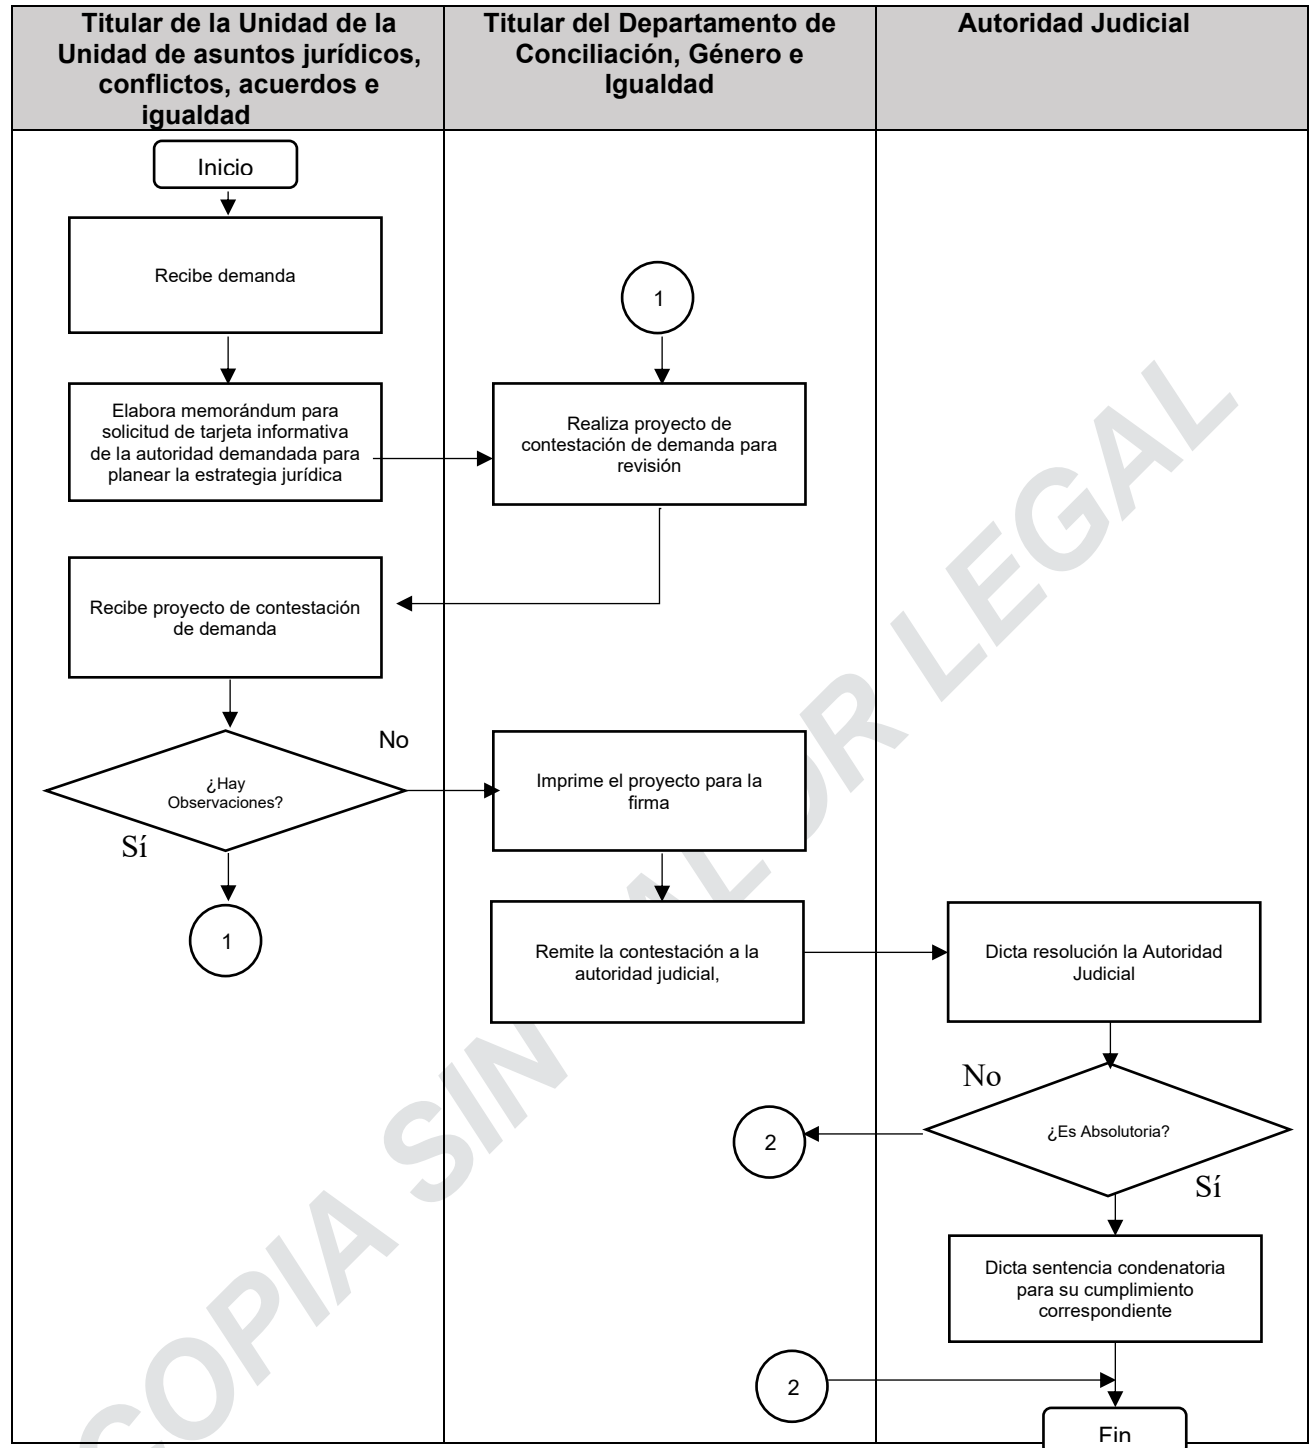 Titular de la Unidad de la
Unidad de asuntos jurídicos,
conflictos, acuerdos e
igualdad
Titular del Departamento de
Conciliación, Género e
Igualdad
Autoridad Judicial
Inicio
Recibe demanda
1
Elabora memorándum para
solicitud de tarjeta informativa
de la autoridad demandada para
planear la estrategia jurídica
Realiza proyecto de
contestación de demanda para
revisión
Recibe proyecto de contestación
de demanda
¿Hay
Observaciones?
No
Sí
1
Imprime el proyecto para la
firma
Remite la contestación a la
autoridad judicial,
Dicta resolución la Autoridad
Judicial
No
¿Es Absolutoria?
Sí
2
Dicta sentencia condenatoria
para su cumplimiento
correspondiente
2
Fin
COPIA SIN VALOR LEGAL